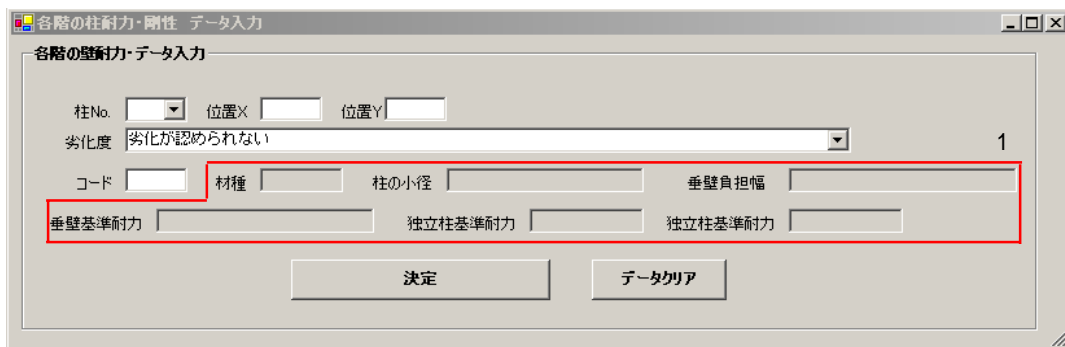 各階の柱耐力・剛性 データ入力
各階の壁耐力・データ入力
柱No. 位置X 位置Y
劣化度 劣化が認められない 1
コード 材種 柱の小径 垂壁負担幅
垂壁基準耐力 独立柱基準耐力 独立柱基準耐力
決定 データクリア